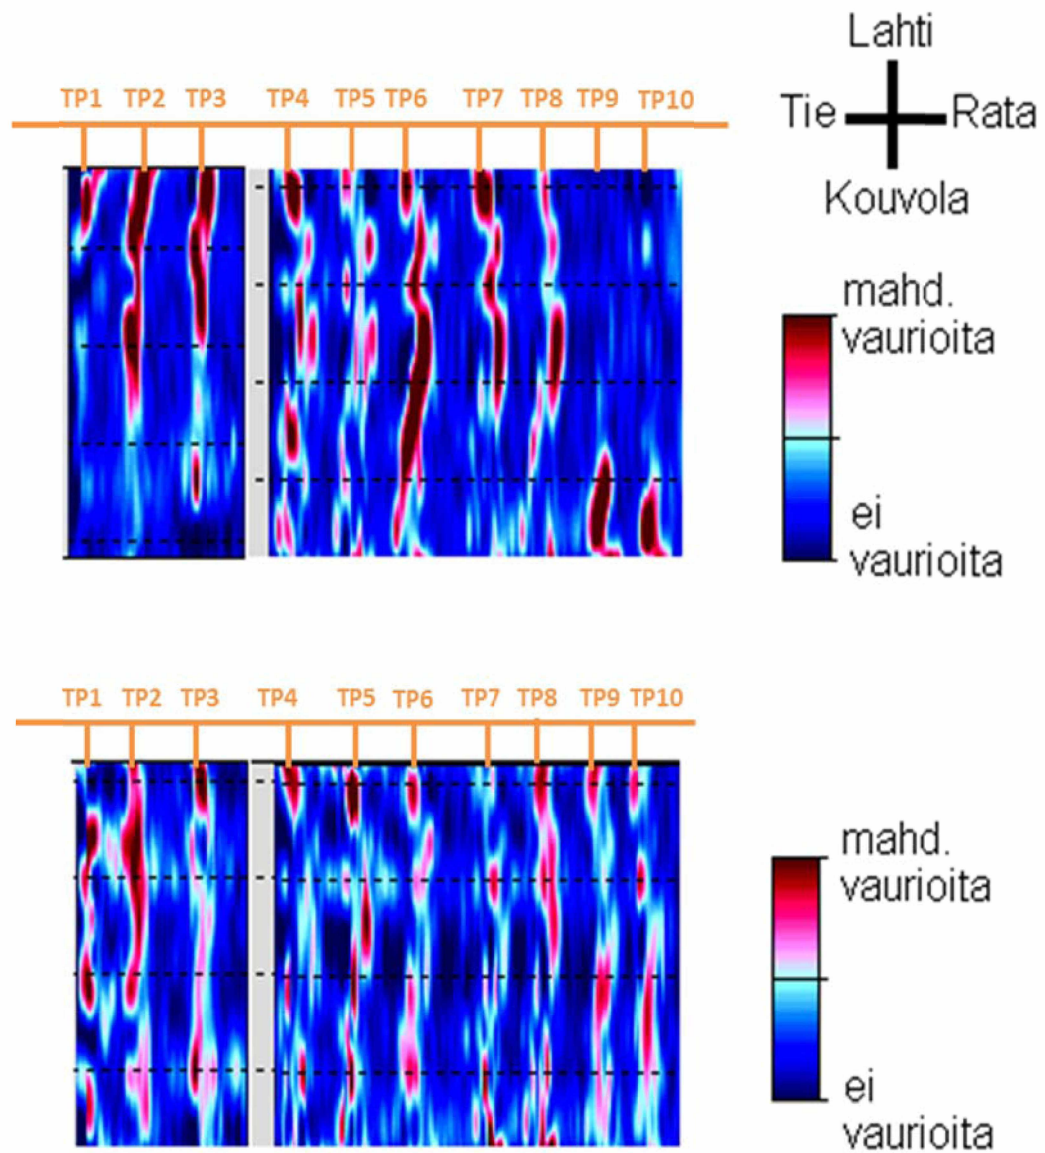 Lahti
TP1 TP2 TP3 TP4 TP5 TP6 TP7 TP8 TP9 TP10
Tie Rata
Kouvola
mahd.
vaurioita
ei
vaurioita
TP1 TP2 TP3 TP4 TP5 TP6 TP7 TP8 TP9 TP10
mahd.
vaurioita
ei
vaurioita